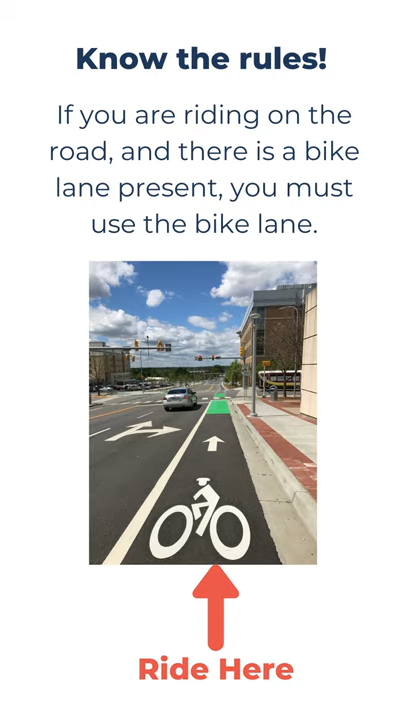 Know the rules!
If you are riding on the
road, and there is a bike
lane present, you must
use the bike lane.
Ride Here